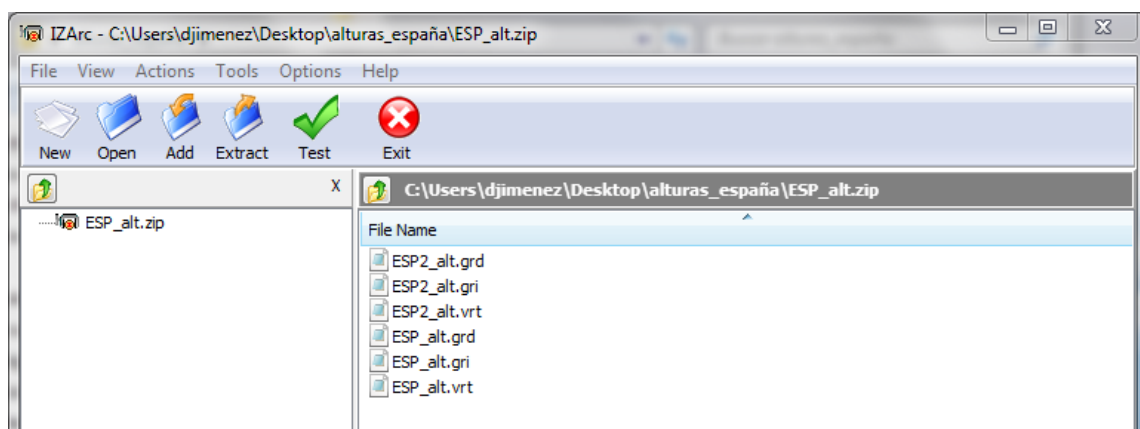 IZArc - C:\Users\djimenez\Desktop\alturas_españa\ESP_alt.zip
File View Actions Tools Options Help
New Open Add Extract Test Exit
X
C:\Users\djimenez\Desktop\alturas_españa\ESP_alt.zip
ESP_alt.zip
File Name
ESP2_alt.grd
ESP2_alt.gri
ESP2_alt.vrt
ESP_alt.grd
ESP_alt.gri
ESP_alt.vrt